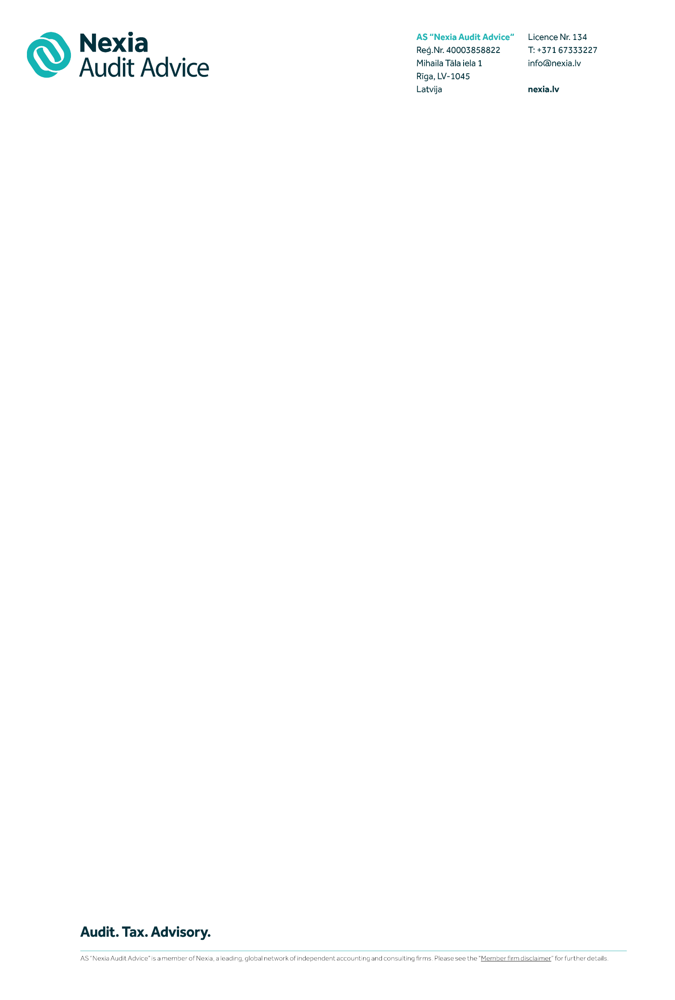 Nexia
Audit Advice
AS “Nexia Audit Advice“
Reģ.Nr. 40003858822
Mihaila Tāla iela 1
Rīga, LV-1045
Latvija
Licence Nr. 134
T: +371 67333227
info@nexia.lv
nexia.lv
Audit. Tax. Advisory.
AS “Nexia Audit Advice” is a member of Nexia, a leading, global network of independent accounting and consulting firms. Please see the “Member firm disclaimer” for further details.